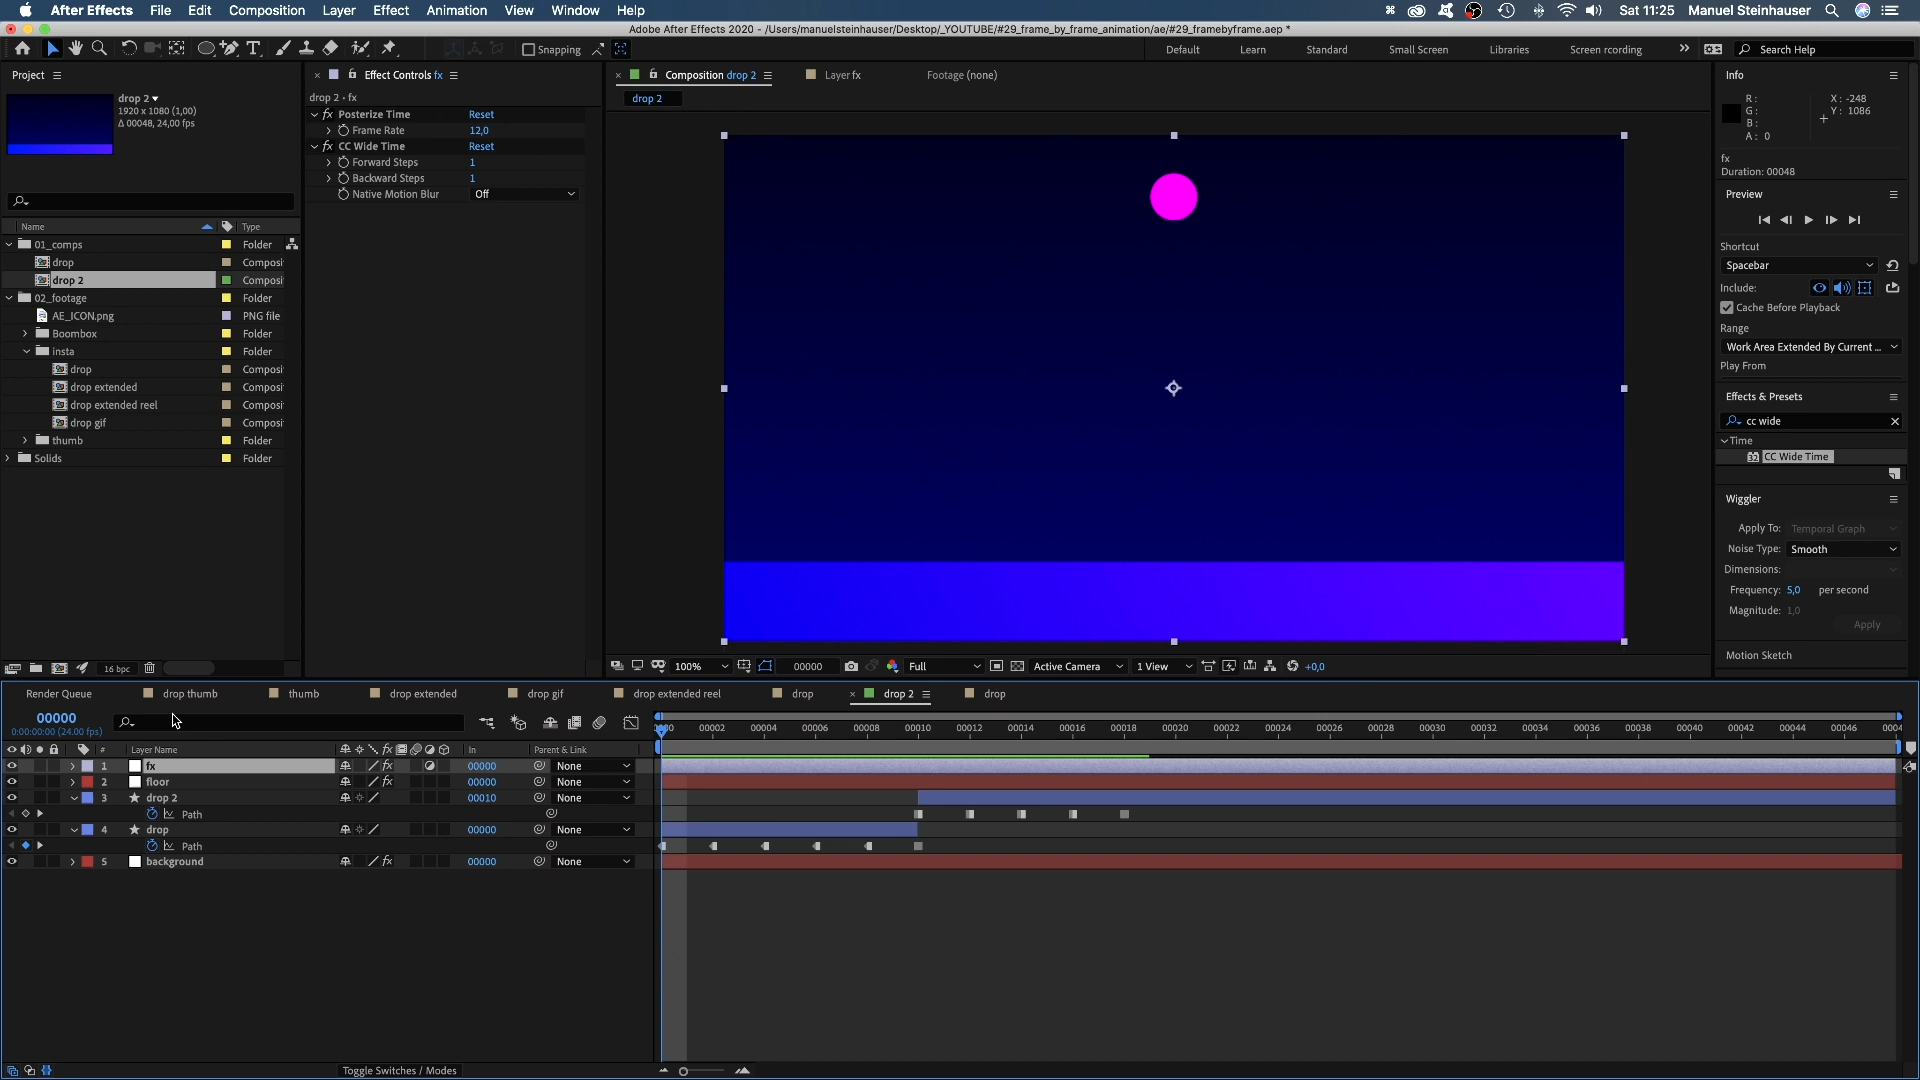 After Effects File Edit Composition Layer Effect Animation View Window Help Sat 11:25 Manuel Steinhauser
Adobe After Effects 2020 - /Users/manuelsteinhauser/Desktop/_YOUTUBE/#29_frame_by_frame_animation/ae/#29_framebyframe.aep *
Snapping Default Learn Standard Small Screen Libraries Screen rcording Search Help
Project Effect Controls fx Composition drop 2 Layer fx Footage (none) Info
drop 2 • fx drop 2
drop 2
1920 x 1080 (1,00)
Δ 00048, 24,00 fps
Posterize Time Reset
Frame Rate 12,0
CC Wide Time Reset
Forward Steps 1
Backward Steps 1
Native Motion Blur Off
R :
G :
B :
A : 0
X : -248
Y : 1086
fx
Duration: 00048
Preview
Shortcut
Spacebar
Include:
Cache Before Playback
Range
Work Area Extended By Current ...
Play From
Effects & Presets
cc wide
Time
CC Wide Time
Wiggler
Apply To: Temporal Graph
Noise Type: Smooth
Dimensions:
Frequency: 5,0 per second
Magnitude: 1,0
Apply
Motion Sketch
Name Type
01_comps Folder
drop Composi
drop 2 Composi
02_footage Folder
AE_ICON.png PNG file
Boombox Folder
insta Folder
drop Composi
drop extended Composi
drop extended reel Composi
drop gif Composi
thumb Folder
Solids Folder
16 bpc
100% 00000 Full Active Camera 1 View +0,0
Render Queue drop thumb thumb drop extended drop gif drop extended reel drop drop 2 drop
00000
0:00:00:00 (24.00 fps)
00002 00004 00006 00008 00010 00012 00014 00016 00018 00020 00022 00024 00026 00028 00030 00032 00034 00036 00038 00040 00042 00044 00046
# Layer Name In Parent & Link
1 fx 00000 None
2 floor 00000 None
3 drop 2 00010 None
Path
4 drop 00000 None
Path
5 background 00000 None
Toggle Switches / Modes